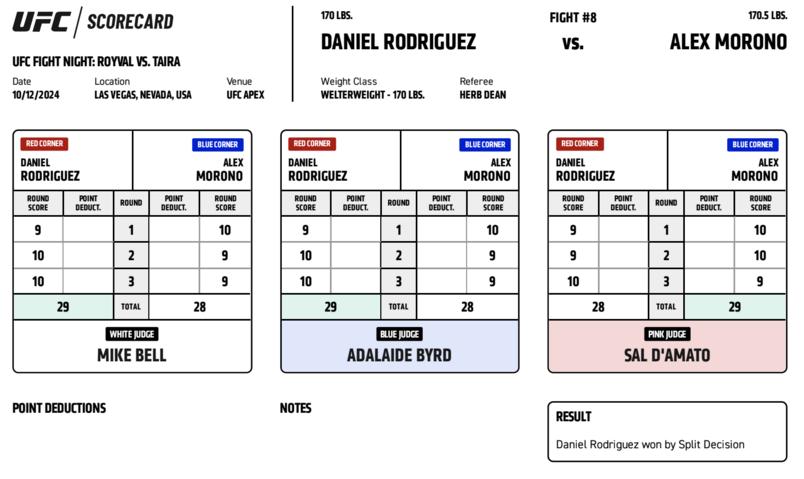 UFC / SCORECARD
UFC FIGHT NIGHT: ROYVAL VS. TAIRA
Date Location Venue
10/12/2024 LAS VEGAS, NEVADA, USA UFC APEX
170 LBS. FIGHT #8 170.5 LBS.
DANIEL RODRIGUEZ VS. ALEX MORONO
Weight Class Referee
WELTERWEIGHT - 170 LBS. HERB DEAN
RED CORNER BLUE CORNER
DANIEL ALEX
RODRIGUEZ MORONO
ROUND SCORE POINT DEDUCT. ROUND POINT DEDUCT. ROUND SCORE
9 1 10
10 2 9
10 3 9
29 TOTAL 28
WHITE JUDGE
MIKE BELL
RED CORNER BLUE CORNER
DANIEL ALEX
RODRIGUEZ MORONO
ROUND SCORE POINT DEDUCT. ROUND POINT DEDUCT. ROUND SCORE
9 1 10
10 2 9
10 3 9
29 TOTAL 28
BLUE JUDGE
ADALAIDE BYRD
RED CORNER BLUE CORNER
DANIEL ALEX
RODRIGUEZ MORONO
ROUND SCORE POINT DEDUCT. ROUND POINT DEDUCT. ROUND SCORE
9 1 10
9 2 10
10 3 9
28 TOTAL 29
PINK JUDGE
SAL D'AMATO
POINT DEDUCTIONS
NOTES
RESULT
Daniel Rodriguez won by Split Decision